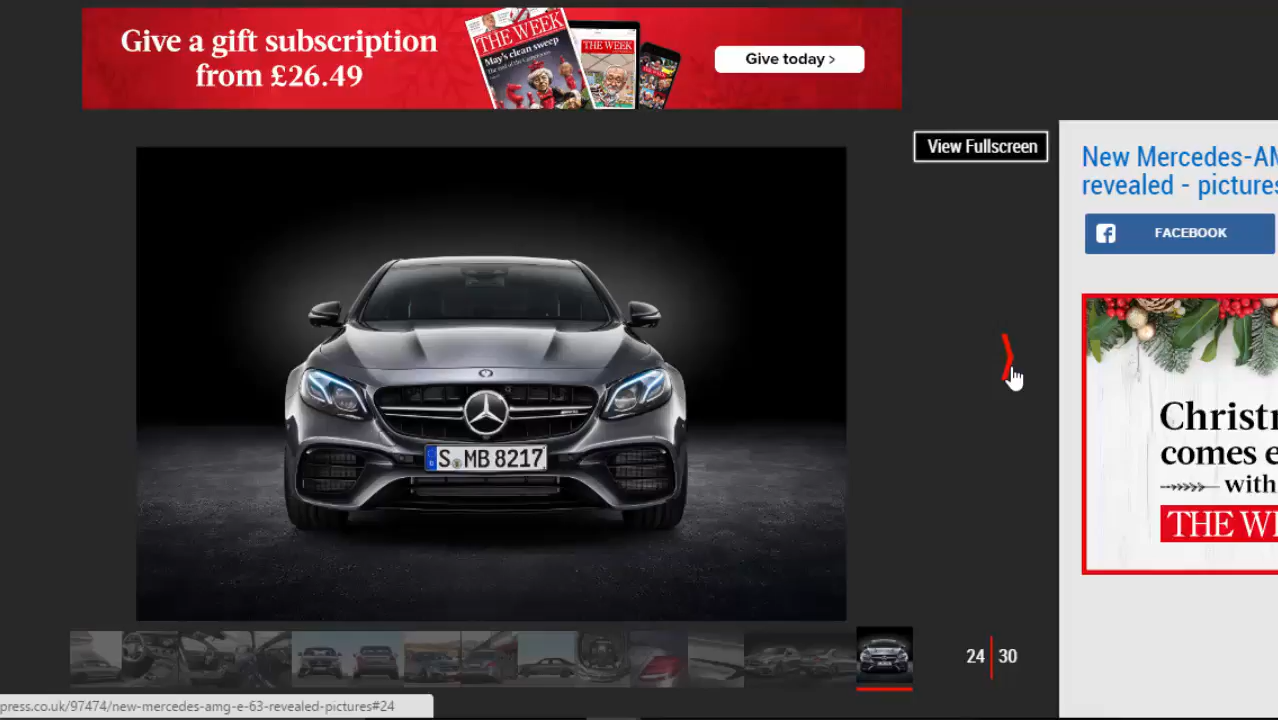 Give a gift subscription
from £26.49
THE WEEK
May's clean sweep
THE WEEK
Give today >
View Fullscreen
New Mercedes-AM
revealed - pictures
FACEBOOK
S MB 8217
Christm
comes e
with
THE WE
24 30
press.co.uk/97474/new-mercedes-amg-e-63-revealed-pictures#24